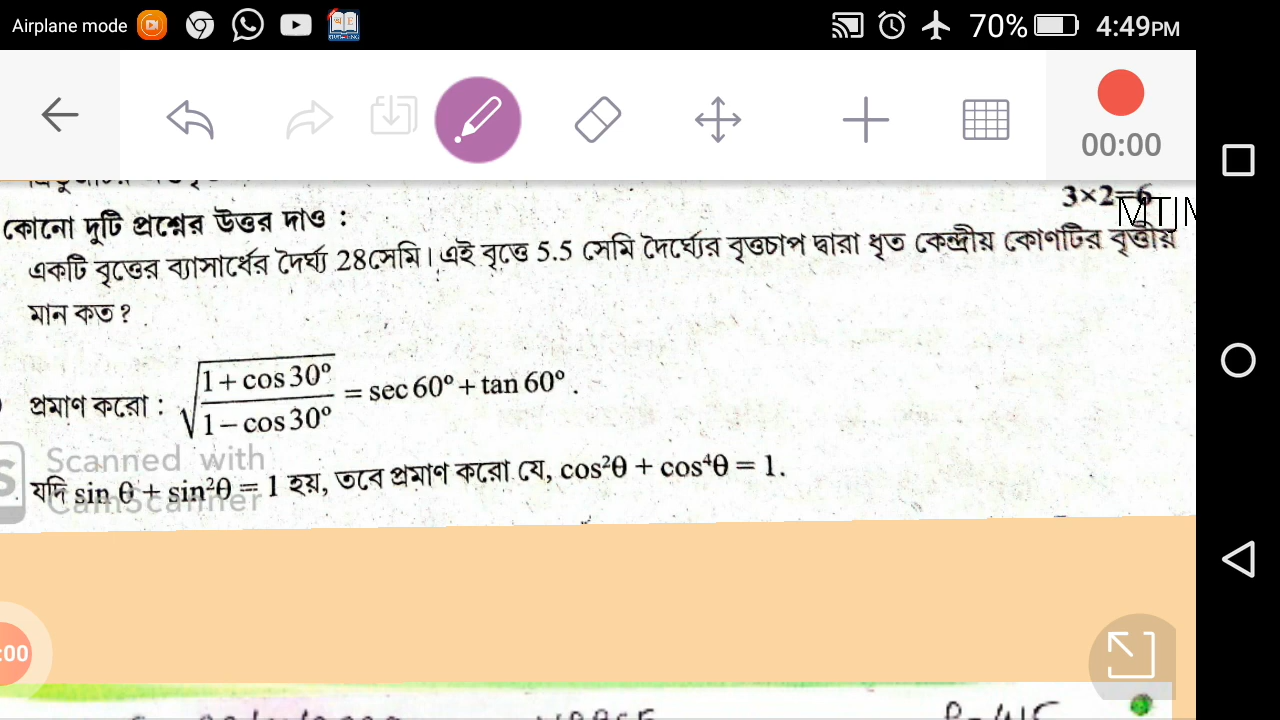 Airplane mode 70% 4:49PM
00:00
3×2=6
MTJM
কোনো দুটি প্রশ্নের উত্তর দাও :
একটি বৃত্তের ব্যাসার্ধের দৈর্ঘ্য 28সেমি। এই বৃত্তে 5.5 সেমি দৈর্ঘ্যের বৃত্তচাপ দ্বারা ধৃত কেন্দ্রীয় কোণটির বৃত্তীয়
মান কত ?
প্রমাণ করো : √((1 + cos 30°)/(1 – cos 30°)) = sec 60° + tan 60° .
Scanned with
যদি sin θ + sin²θ = 1 হয়, তবে প্রমাণ করো যে, cos²θ + cos⁴θ = 1.
CamScanner
:00